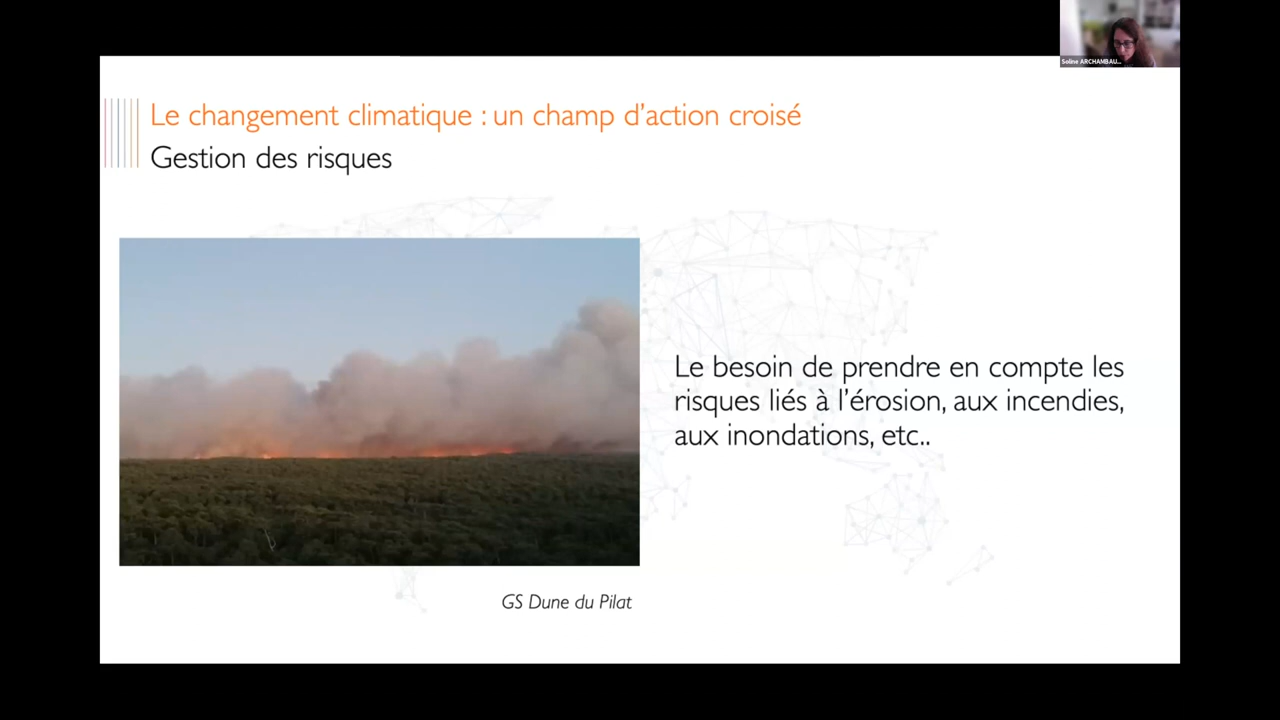 Soline ARCHAMBAU...
Le changement climatique : un champ d’action croisé
Gestion des risques
Le besoin de prendre en compte les
risques liés à l’érosion, aux incendies,
aux inondations, etc..
GS Dune du Pilat